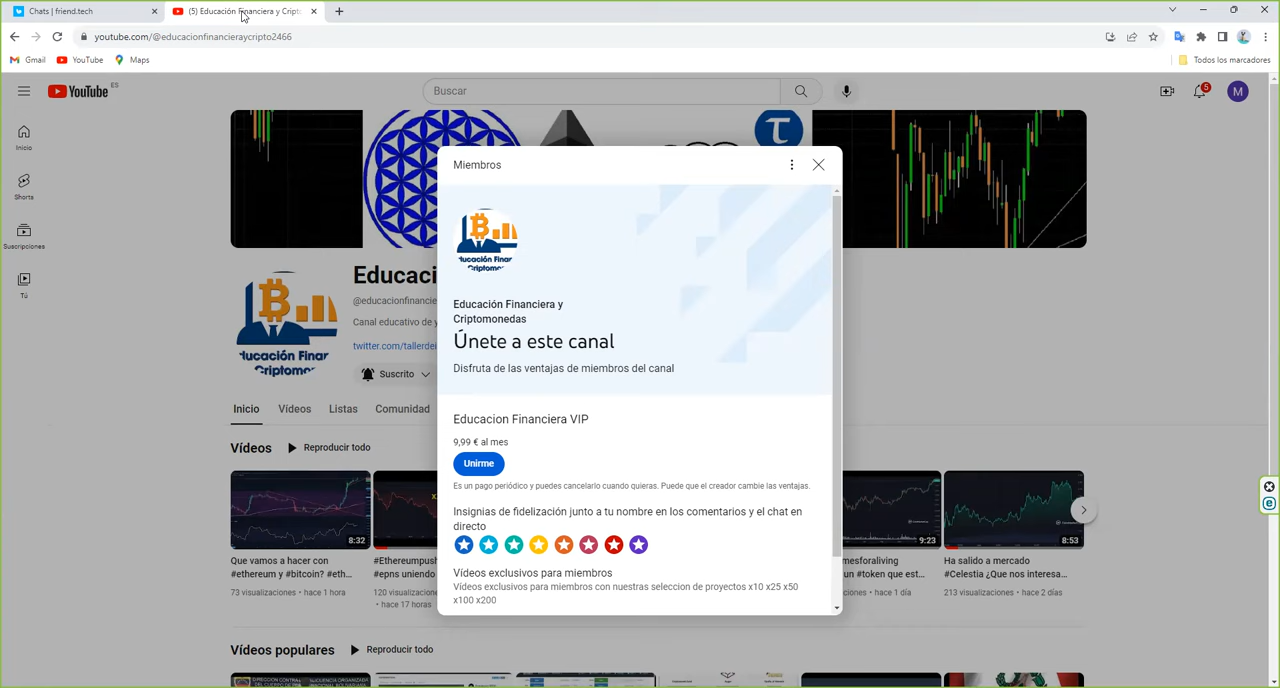 Chats | friend.tech
(5) Educación Financiera y Cripto
youtube.com/@educacionfinancieraycripto2466
Gmail
YouTube
Maps
Todos los marcadores
YouTube ES
Buscar
5
M
Inicio
Shorts
Suscripciones
Tú
Miembros
Educación Financiera y
Criptomonedas
Únete a este canal
Disfruta de las ventajas de miembros del canal
Educacion Financiera VIP
9,99 € al mes
Unirme
Es un pago periódico y puedes cancelarlo cuando quieras. Puede que el creador cambie las ventajas.
Insignias de fidelización junto a tu nombre en los comentarios y el chat en
directo
Vídeos exclusivos para miembros
Vídeos exclusivos para miembros con nuestras seleccion de proyectos x10 x25 x50
x100 x200
Educaci
@educacionfinancie
Canal educativo de y
twitter.com/tallerdei
Suscrito
Inicio
Vídeos
Listas
Comunidad
Vídeos
Reproducir todo
8:32
9:23
8:53
Que vamos a hacer con
#ethereum y #bitcoin? #eth...
73 visualizaciones • hace 1 hora
#Ethereumpush
#epns uniendo
120 visualizacione
• hace 17 horas
mesforaliving
un #token que est...
es • hace 1 día
Ha salido a mercado
#Celestia ¿Que nos interesa...
213 visualizaciones • hace 2 días
Vídeos populares
Reproducir todo